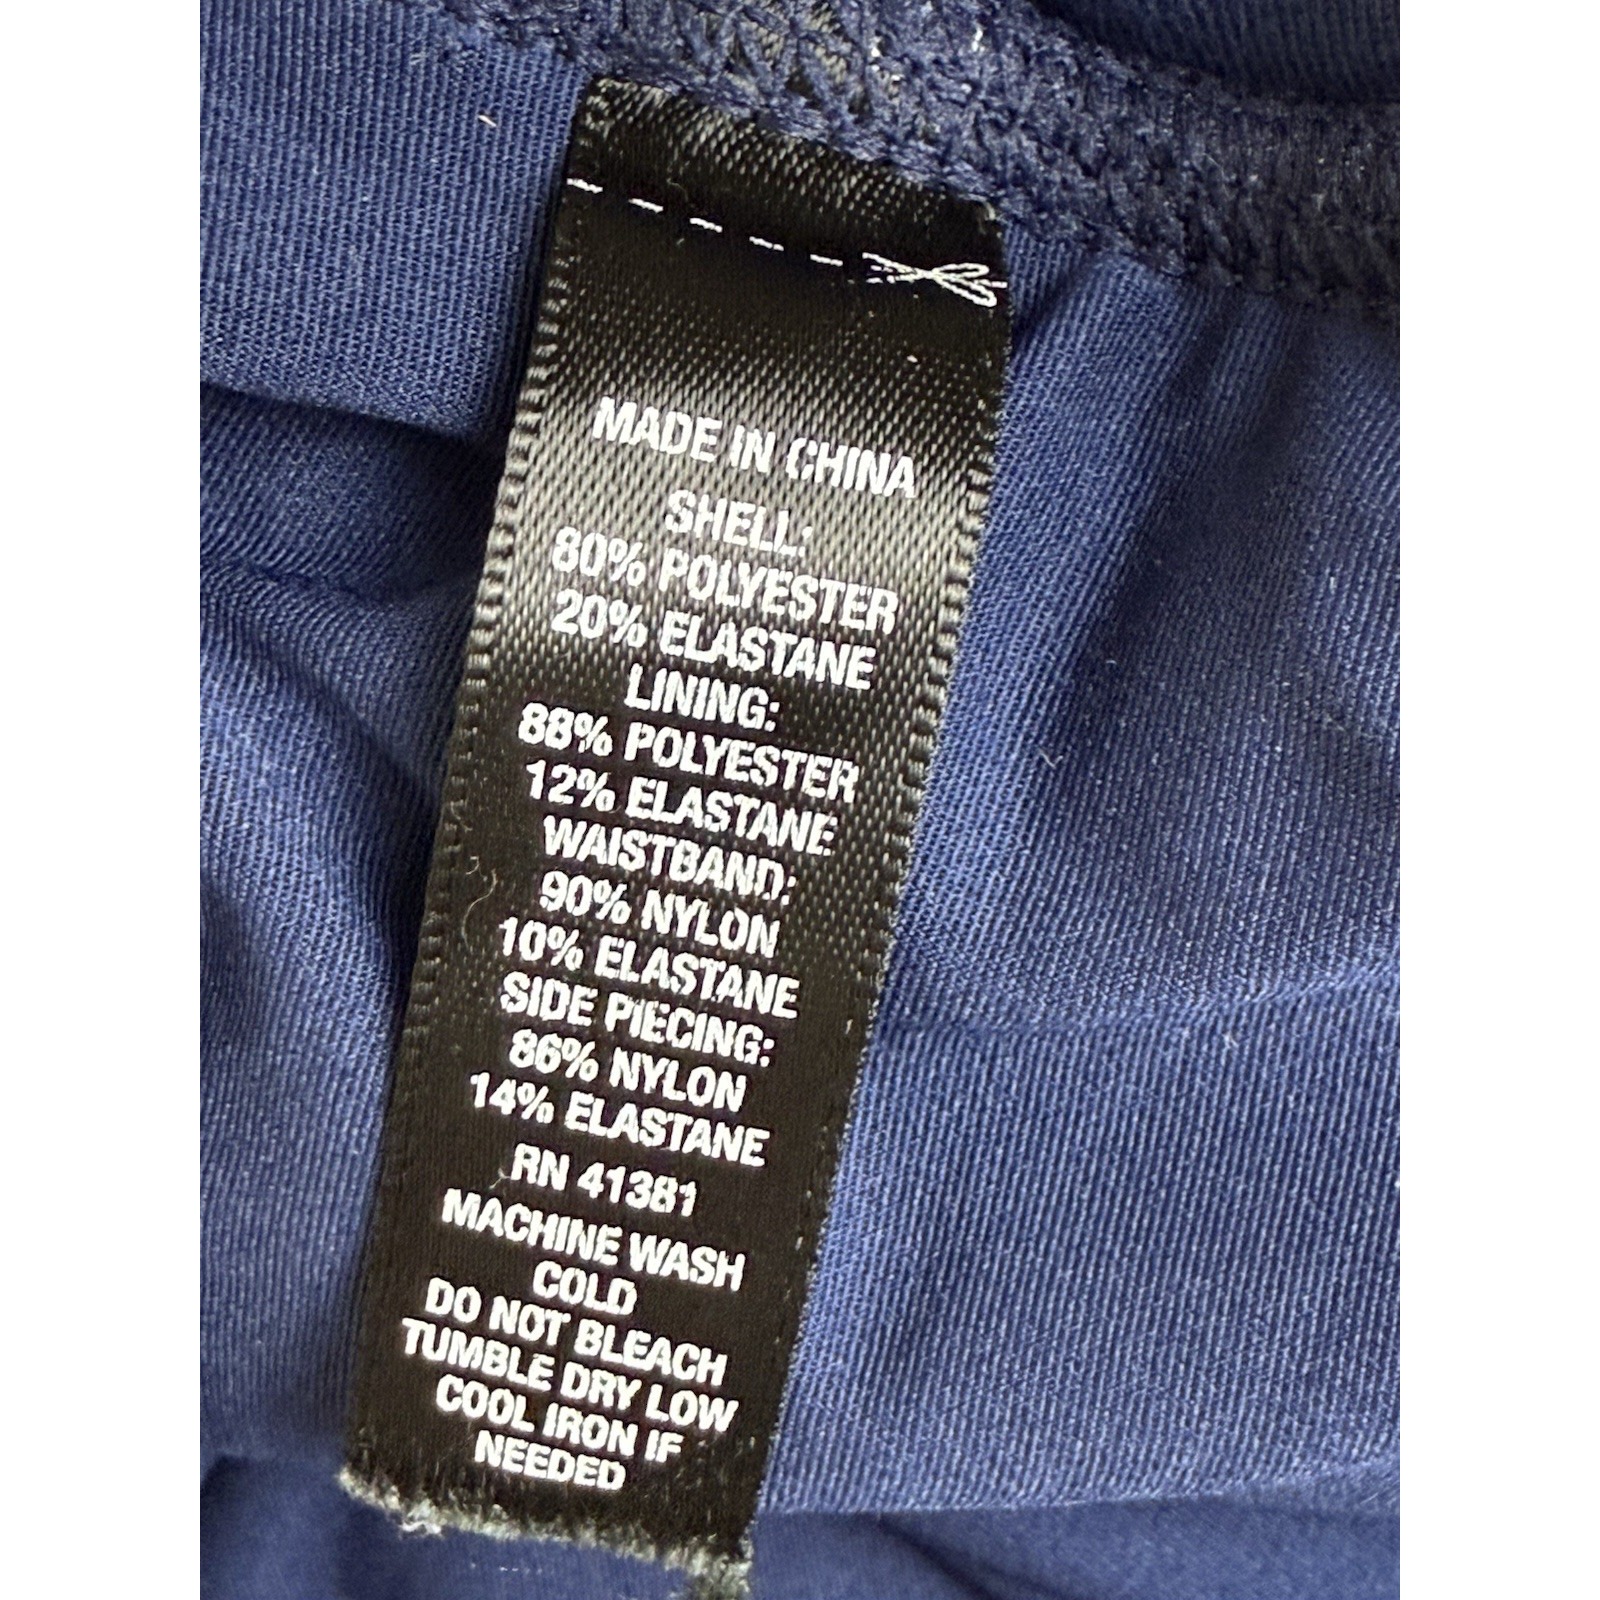 MADE IN CHINA
SHELL:
80% POLYESTER
20% ELASTANE
LINING:
88% POLYESTER
12% ELASTANE
WAISTBAND:
90% NYLON
10% ELASTANE
SIDE PIECING:
86% NYLON
14% ELASTANE
RN 41381
MACHINE WASH
COLD
DO NOT BLEACH
TUMBLE DRY LOW
COOL IRON IF
NEEDED